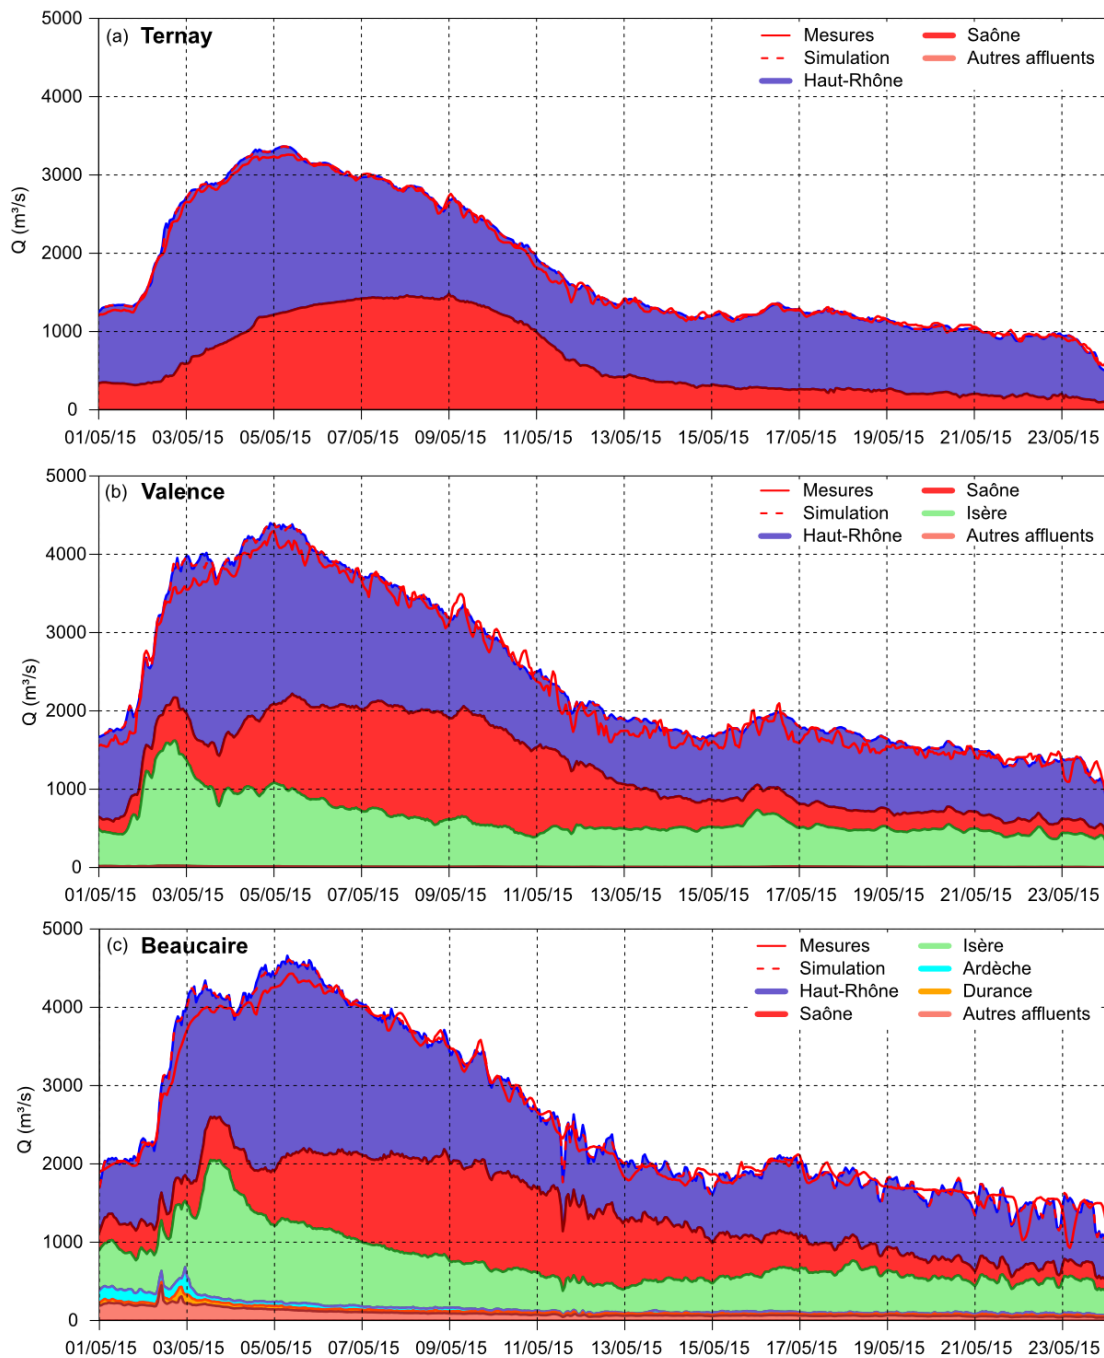 (a) Ternay
Mesures
Simulation
Haut-Rhône
Saône
Autres affluents
Q (m³/s)
5000
4000
3000
2000
1000
0
01/05/15 03/05/15 05/05/15 07/05/15 09/05/15 11/05/15 13/05/15 15/05/15 17/05/15 19/05/15 21/05/15 23/05/15
(b) Valence
Mesures
Simulation
Haut-Rhône
Saône
Isère
Autres affluents
Q (m³/s)
5000
4000
3000
2000
1000
0
01/05/15 03/05/15 05/05/15 07/05/15 09/05/15 11/05/15 13/05/15 15/05/15 17/05/15 19/05/15 21/05/15 23/05/15
(c) Beaucaire
Mesures
Simulation
Haut-Rhône
Saône
Isère
Ardèche
Durance
Autres affluents
Q (m³/s)
5000
4000
3000
2000
1000
0
01/05/15 03/05/15 05/05/15 07/05/15 09/05/15 11/05/15 13/05/15 15/05/15 17/05/15 19/05/15 21/05/15 23/05/15